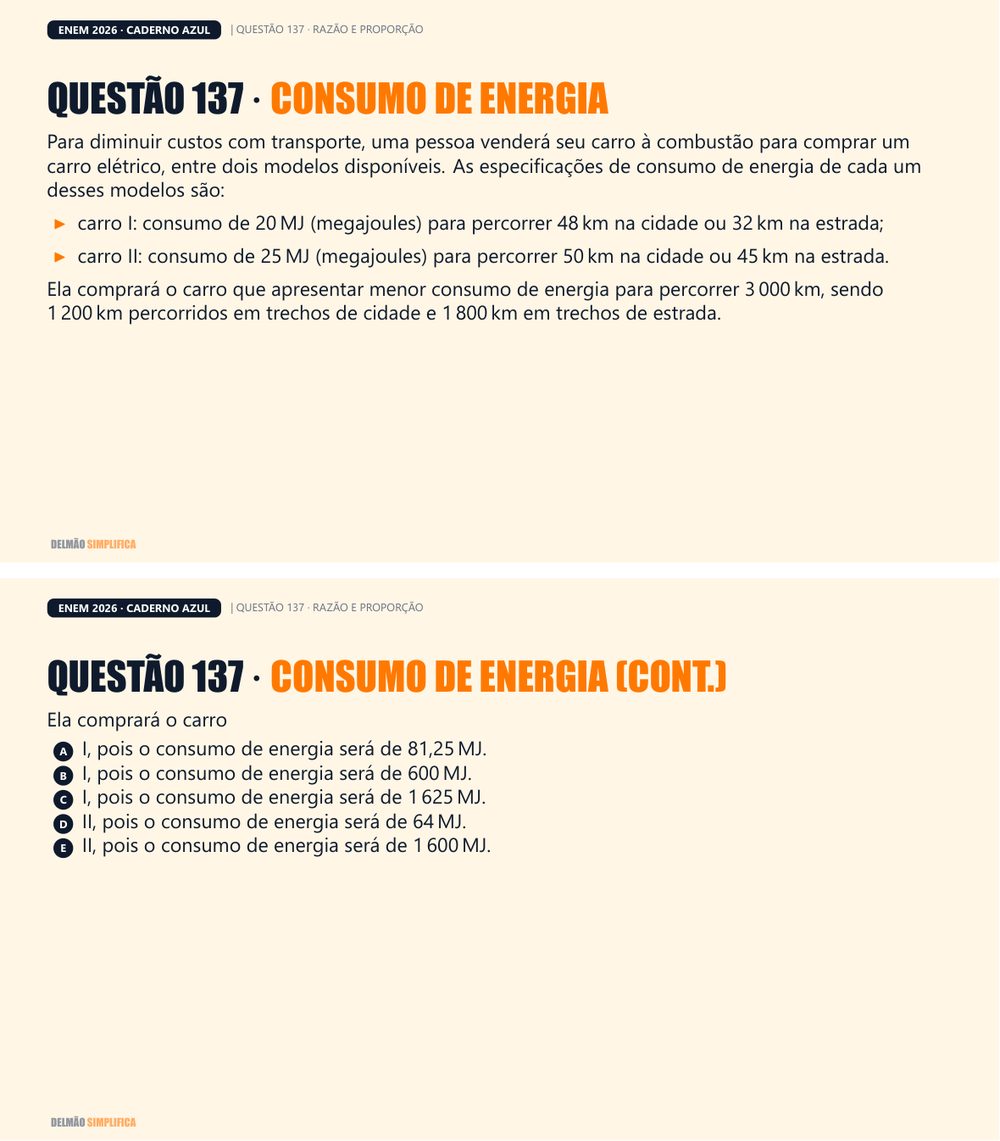 ENEM 2026 · CADERNO AZUL | QUESTÃO 137 · RAZÃO E PROPORÇÃO
QUESTÃO 137 · CONSUMO DE ENERGIA
Para diminuir custos com transporte, uma pessoa venderá seu carro à combustão para comprar um
carro elétrico, entre dois modelos disponíveis. As especificações de consumo de energia de cada um
desses modelos são:
► carro I: consumo de 20 MJ (megajoules) para percorrer 48 km na cidade ou 32 km na estrada;
► carro II: consumo de 25 MJ (megajoules) para percorrer 50 km na cidade ou 45 km na estrada.
Ela comprará o carro que apresentar menor consumo de energia para percorrer 3 000 km, sendo
1 200 km percorridos em trechos de cidade e 1 800 km em trechos de estrada.
DELMÃO SIMPLIFICA
ENEM 2026 · CADERNO AZUL | QUESTÃO 137 · RAZÃO E PROPORÇÃO
QUESTÃO 137 · CONSUMO DE ENERGIA (CONT.)
Ela comprará o carro
A I, pois o consumo de energia será de 81,25 MJ.
B I, pois o consumo de energia será de 600 MJ.
C I, pois o consumo de energia será de 1 625 MJ.
D II, pois o consumo de energia será de 64 MJ.
E II, pois o consumo de energia será de 1 600 MJ.
DELMÃO SIMPLIFICA